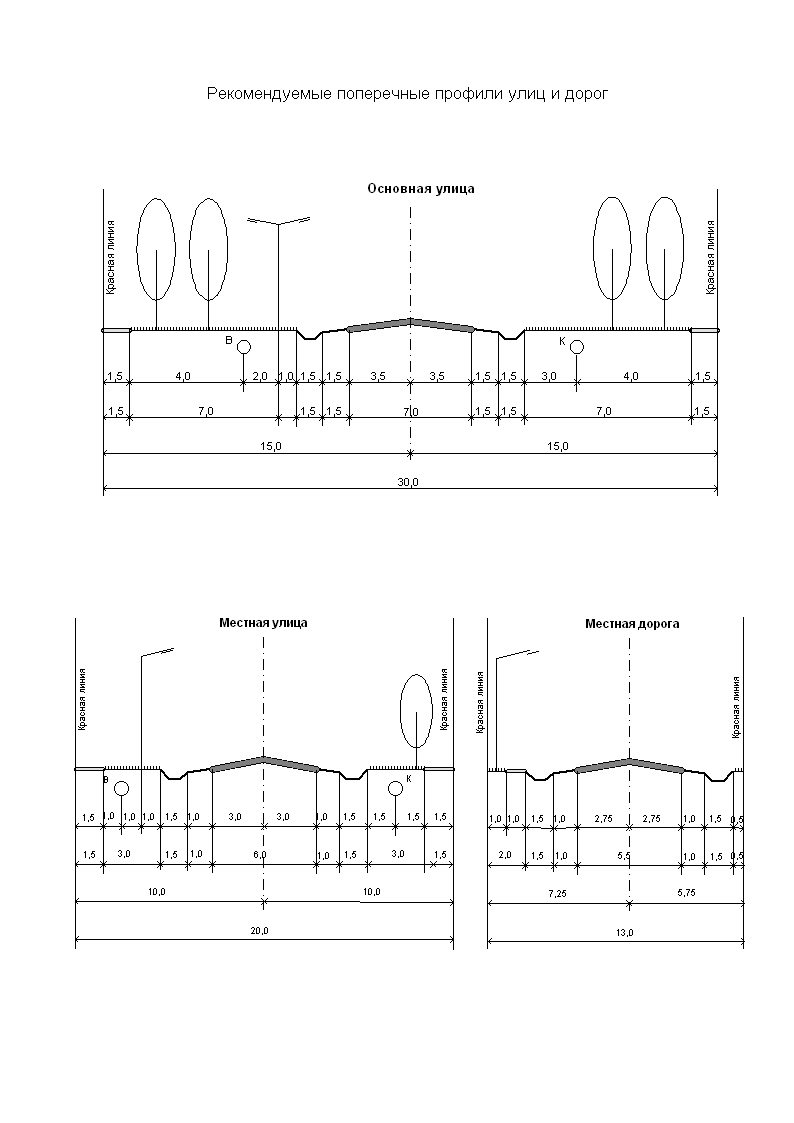 Рекомендуемые поперечные профили улиц и дорог
Основная улица
Красная линия
Красная линия
В
К
1,5 4,0 2,0 1,0 1,5 1,5 3,5 3,5 1,5 1,5 3,0 4,0 1,5
1,5 7,0 1,5 1,5 7,0 1,5 1,5 7,0 1,5
15,0 15,0
30,0
Местная улица
Красная линия
Красная линия
В
К
1,5 1,0 1,0 1,0 1,5 1,0 3,0 3,0 1,0 1,5 1,5 1,5 1,5
1,5 3,0 1,5 1,0 6,0 1,0 1,5 3,0 1,5
10,0 10,0
20,0
Местная дорога
Красная линия
Красная линия
1,0 1,0 1,5 1,0 2,75 2,75 1,0 1,5 0,5
2,0 1,5 1,0 5,5 1,0 1,5 0,5
7,25 5,75
13,0